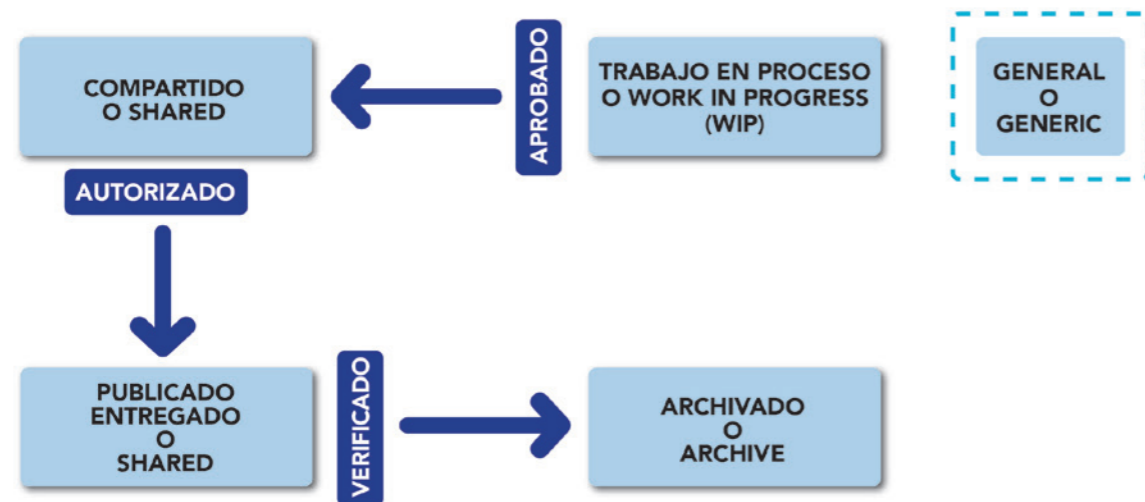 COMPARTIDO
O SHARED
APROBADO
TRABAJO EN PROCESO
O WORK IN PROGRESS
(WIP)
GENERAL
O
GENERIC
AUTORIZADO
PUBLICADO
ENTREGADO
O
SHARED
VERIFICADO
ARCHIVADO
O
ARCHIVE